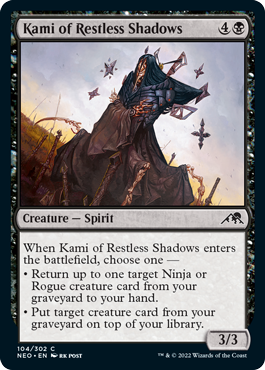 Kami of Restless Shadows 4
Creature — Spirit
When Kami of Restless Shadows enters
the battlefield, choose one —
• Return up to one target Ninja or
Rogue creature card from your
graveyard to your hand.
• Put target creature card from your
graveyard on top of your library.
3/3
104/302 C
NEO • EN RK POST
™ & © 2022 Wizards of the Coast